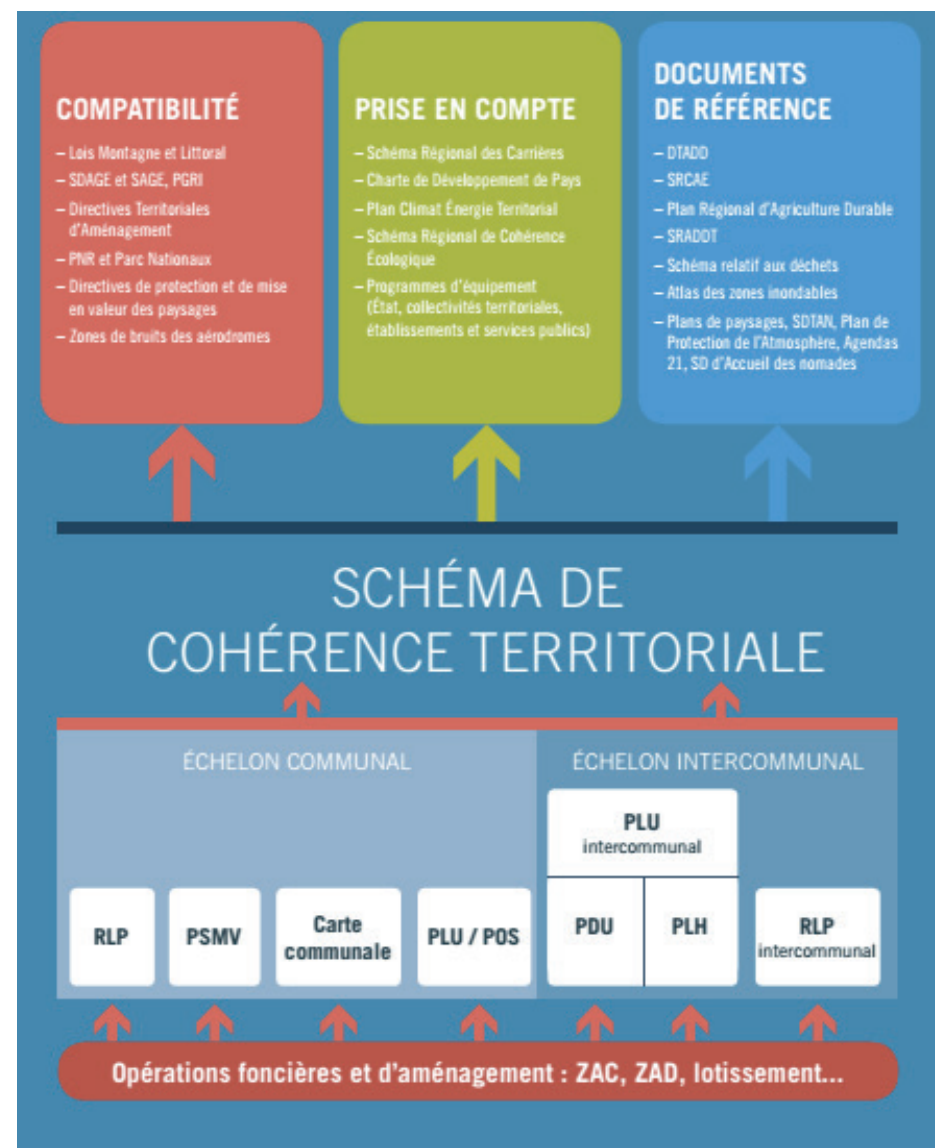 COMPATIBILITÉ
– Lois Montagne et Littoral
– SDAGE et SAGE, PGRI
– Directives Territoriales
d'Aménagement
– PNR et Parc Nationaux
– Directives de protection et de mise
en valeur des paysages
– Zones de bruits des aérodromes
PRISE EN COMPTE
– Schéma Régional des Carrières
– Charte de Développement de Pays
– Plan Climat Énergie Territorial
– Schéma Régional de Cohérence
Écologique
– Programmes d'équipement
(État, collectivités territoriales,
établissements et services publics)
DOCUMENTS
DE RÉFÉRENCE
– DTADD
– SRCAE
– Plan Régional d'Agriculture Durable
– SRADDT
– Schéma relatif aux déchets
– Atlas des zones inondables
– Plans de paysages, SDTAN, Plan de
Protection de l'Atmosphère, Agendas
21, SD d'Accueil des nomades
SCHÉMA DE
COHÉRENCE TERRITORIALE
ÉCHELON COMMUNAL
RLP
PSMV
Carte
communale
PLU / POS
ÉCHELON INTERCOMMUNAL
PLU
intercommunal
PDU
PLH
RLP
intercommunal
Opérations foncières et d'aménagement : ZAC, ZAD, lotissement...